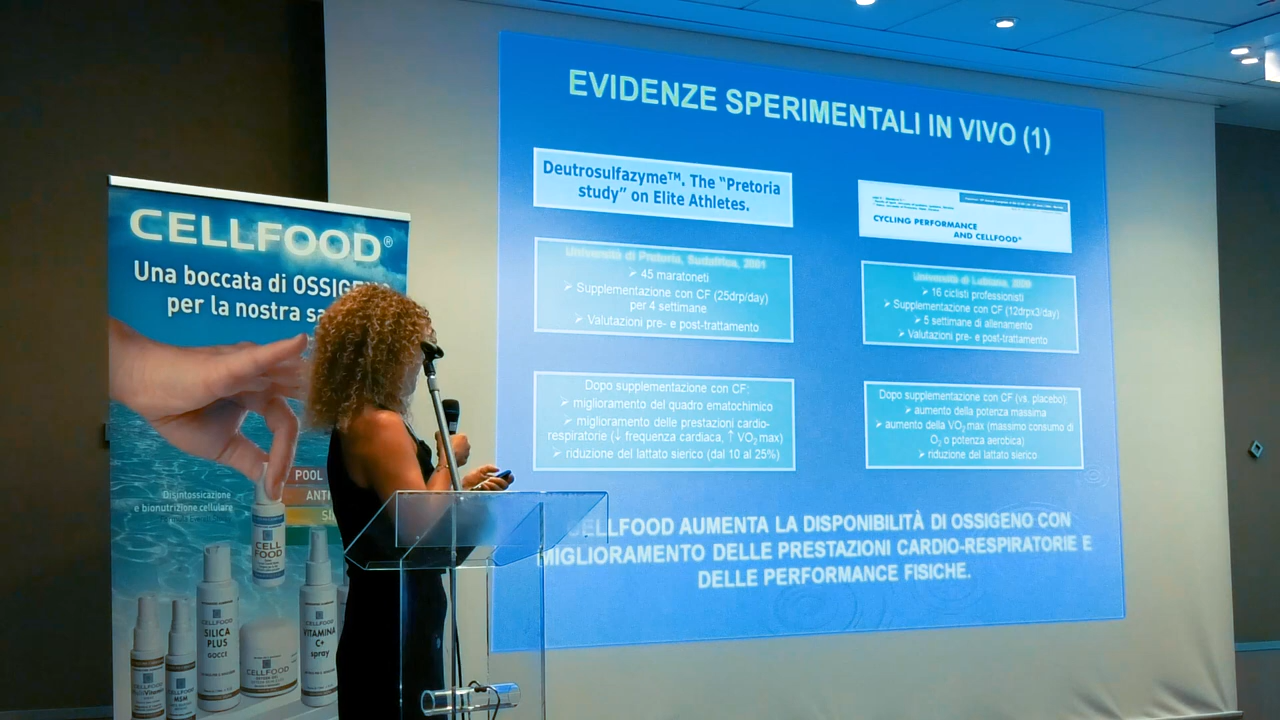 CELLFOOD®
Una boccata di OSSIGENO
per la nostra
Disintossicazione
e bionutrizione cellulare
POOL
CELL
FOOD
CELLFOOD
SILICA
PLUS
GOCCE
CELLFOOD
CELLFOOD
VITAMINA
C+
spray
CELLFOOD
CELLFOOD
MSM
EVIDENZE SPERIMENTALI IN VIVO (1)
Deutrosulfazyme™. The “Pretoria
study” on Elite Athletes.
Università di Pretoria, Sudafrica, 2001
➢ 45 maratoneti
➢ Supplementazione con CF (25drp/day)
per 4 settimane
➢ Valutazioni pre- e post-trattamento
Dopo supplementazione con CF:
➢ miglioramento del quadro ematochimico
➢ miglioramento delle prestazioni cardio-
respiratorie (↓ frequenza cardiaca, ↑ VO₂max)
➢ riduzione del lattato sierico (dal 10 al 25%)
CYCLING PERFORMANCE
AND CELLFOOD®
Università di Lubiana,
➢ 16 ciclisti professionisti
➢ Supplementazione con CF (12drpx3/day)
➢ 5 settimane di allenamento
➢ Valutazioni pre- e post-trattamento
Dopo supplementazione con CF (vs. placebo):
➢ aumento della potenza massima
➢ aumento della VO₂max (massimo consumo di
O₂ o potenza aerobica)
➢ riduzione del lattato sierico
CELLFOOD AUMENTA LA DISPONIBILITÀ DI OSSIGENO CON
MIGLIORAMENTO DELLE PRESTAZIONI CARDIO-RESPIRATORIE E
DELLE PERFORMANCE FISICHE.